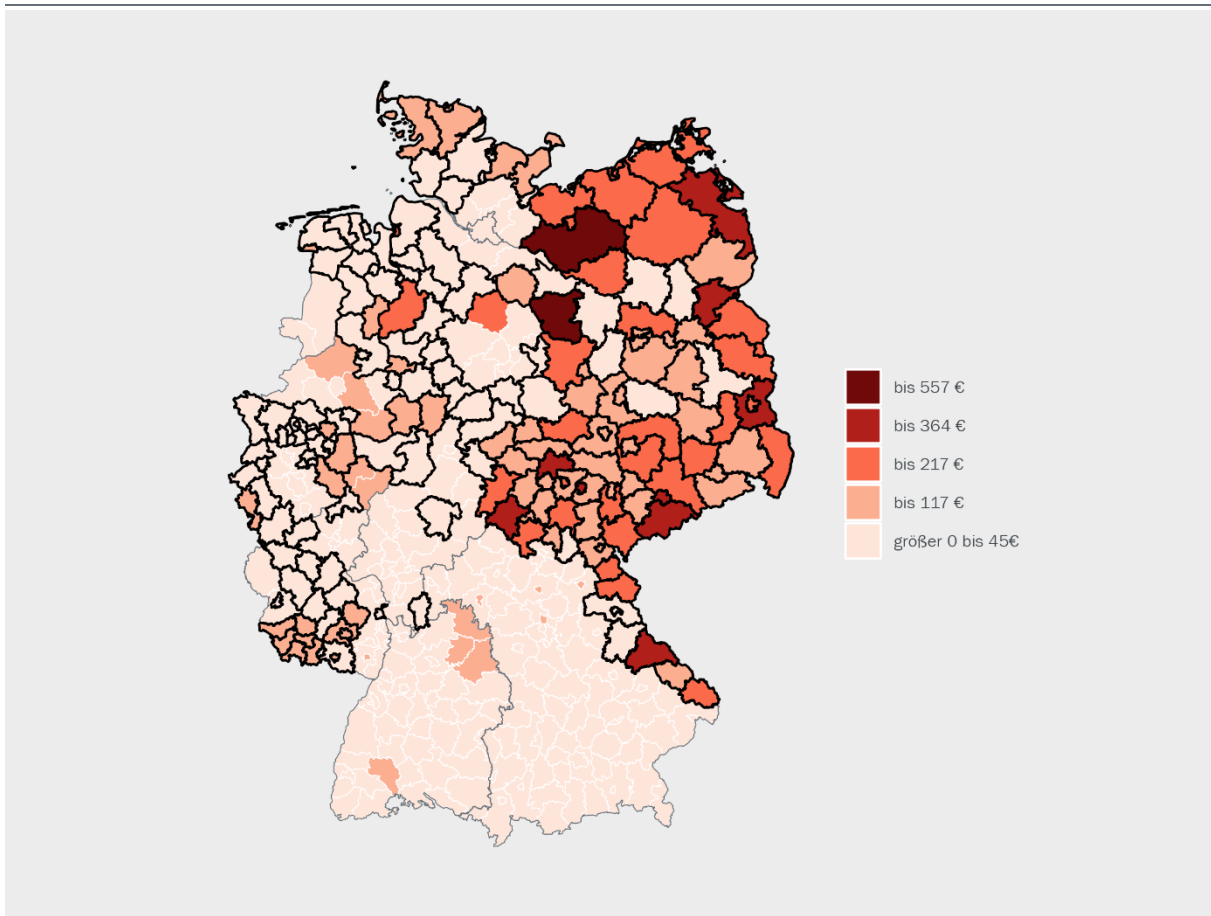 bis 557 €
bis 364 €
bis 217 €
bis 117 €
größer 0 bis 45€